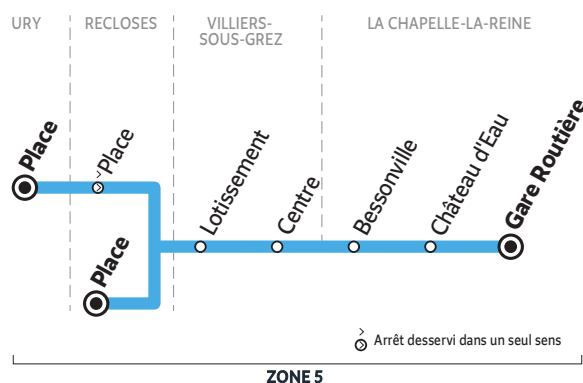 URY
RECLOSES
VILLIERS-
SOUS-GREZ
LA CHAPELLE-LA-REINE
Place
Place
Place
Lotissement
Centre
Bessonville
Château d'Eau
Gare Routière
Arrêt desservi dans un seul sens
ZONE 5